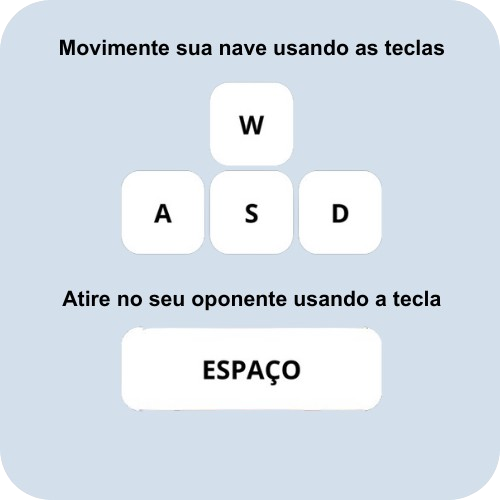 Movimente sua nave usando as teclas
W
A S D
Atire no seu oponente usando a tecla
ESPAÇO